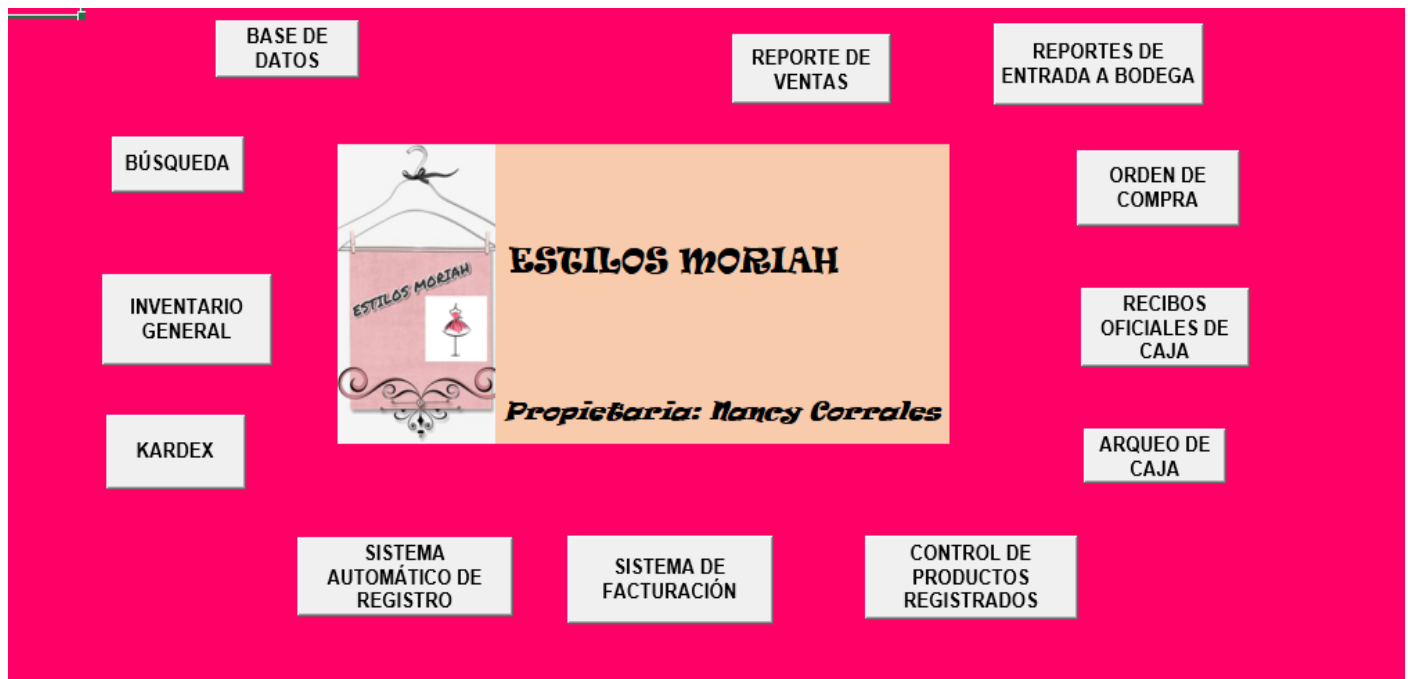 BASE DE
DATOS
REPORTE DE
VENTAS
REPORTES DE
ENTRADA A BODEGA
BÚSQUEDA
ORDEN DE
COMPRA
ESTILOS MORIAH
ESTILOS MORIAH
INVENTARIO
GENERAL
RECIBOS
OFICIALES DE
CAJA
Propietaria: Nancy Corrales
KARDEX
ARQUEO DE
CAJA
SISTEMA
AUTOMÁTICO DE
REGISTRO
SISTEMA DE
FACTURACIÓN
CONTROL DE
PRODUCTOS
REGISTRADOS